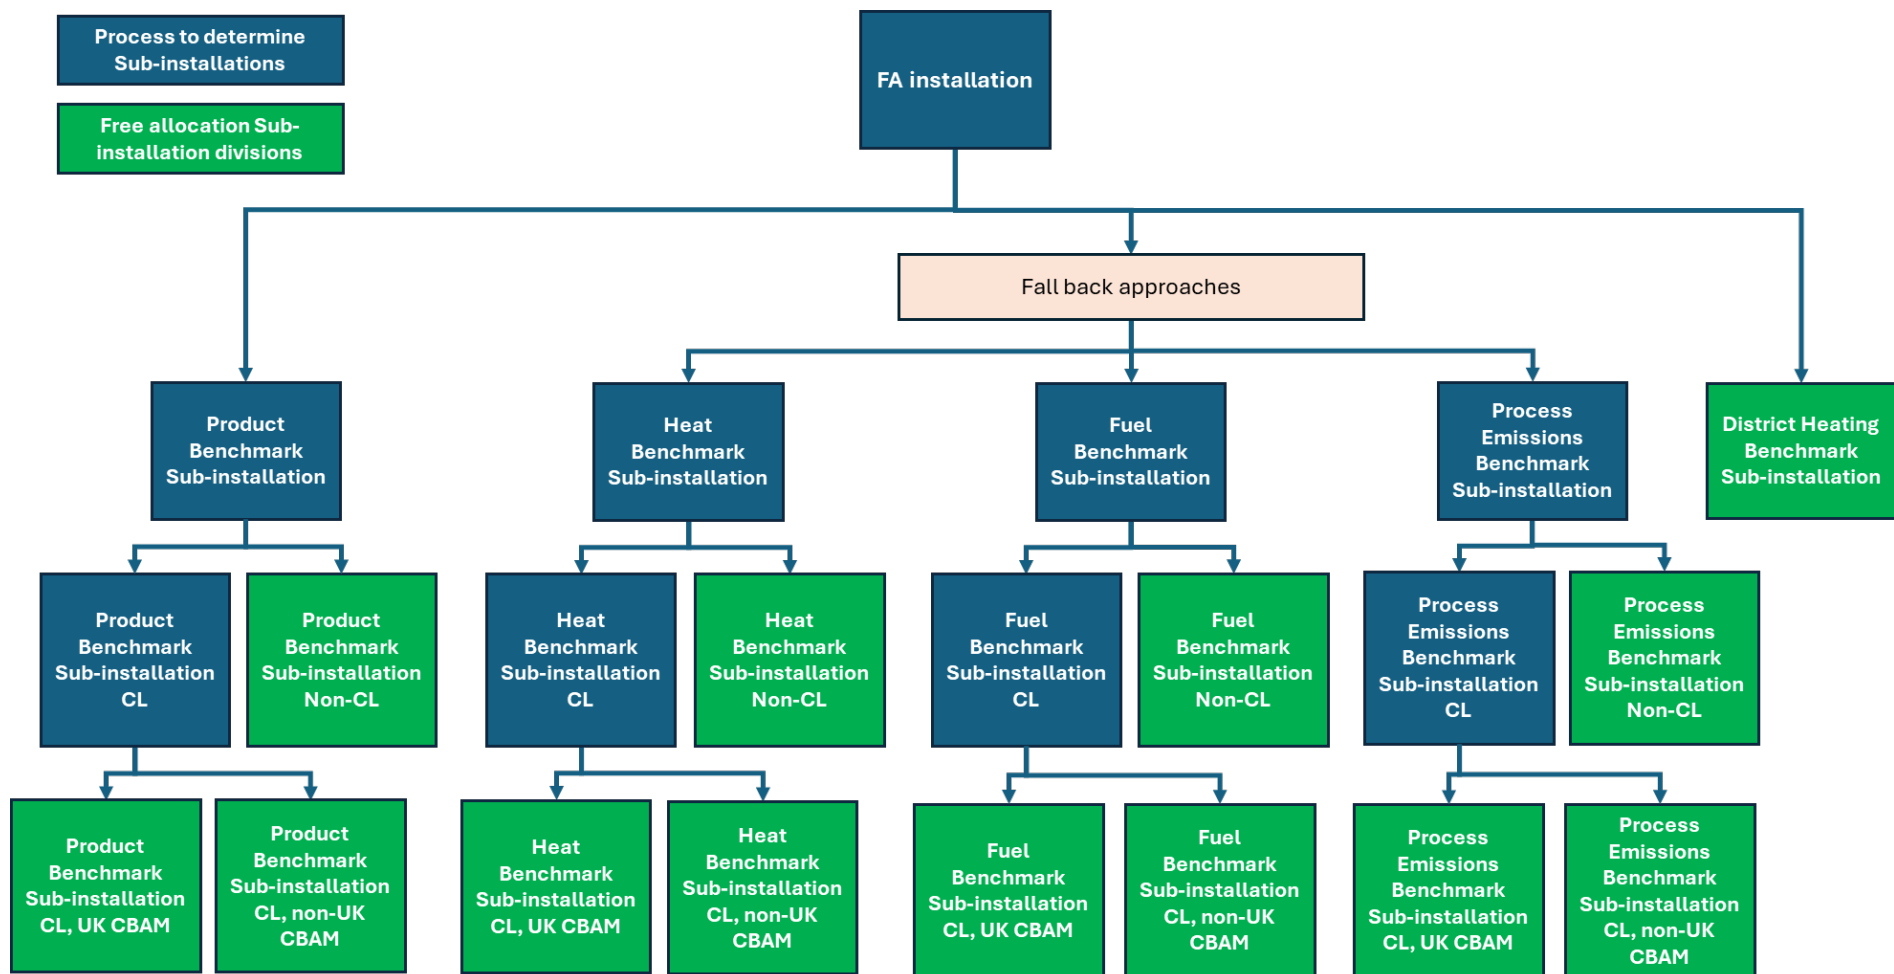 Process to determine
Sub-installations
FA installation
Free allocation Sub-
installation divisions
Fall back approaches
Product
Benchmark
Sub-installation
Heat
Benchmark
Sub-installation
Fuel
Benchmark
Sub-installation
Process
Emissions
Benchmark
Sub-installation
District Heating
Benchmark
Sub-installation
Product
Benchmark
Sub-installation
CL
Product
Benchmark
Sub-installation
Non-CL
Heat
Benchmark
Sub-installation
CL
Heat
Benchmark
Sub-installation
Non-CL
Fuel
Benchmark
Sub-installation
CL
Fuel
Benchmark
Sub-installation
Non-CL
Process
Emissions
Benchmark
Sub-installation
CL
Process
Emissions
Benchmark
Sub-installation
Non-CL
Product
Benchmark
Sub-installation
CL, UK CBAM
Product
Benchmark
Sub-installation
CL, non-UK
CBAM
Heat
Benchmark
Sub-installation
CL, UK CBAM
Heat
Benchmark
Sub-installation
CL, non-UK
CBAM
Fuel
Benchmark
Sub-installation
CL, UK CBAM
Fuel
Benchmark
Sub-installation
CL, non-UK
CBAM
Process
Emissions
Benchmark
Sub-installation
CL, UK CBAM
Process
Emissions
Benchmark
Sub-installation
CL, non-UK
CBAM